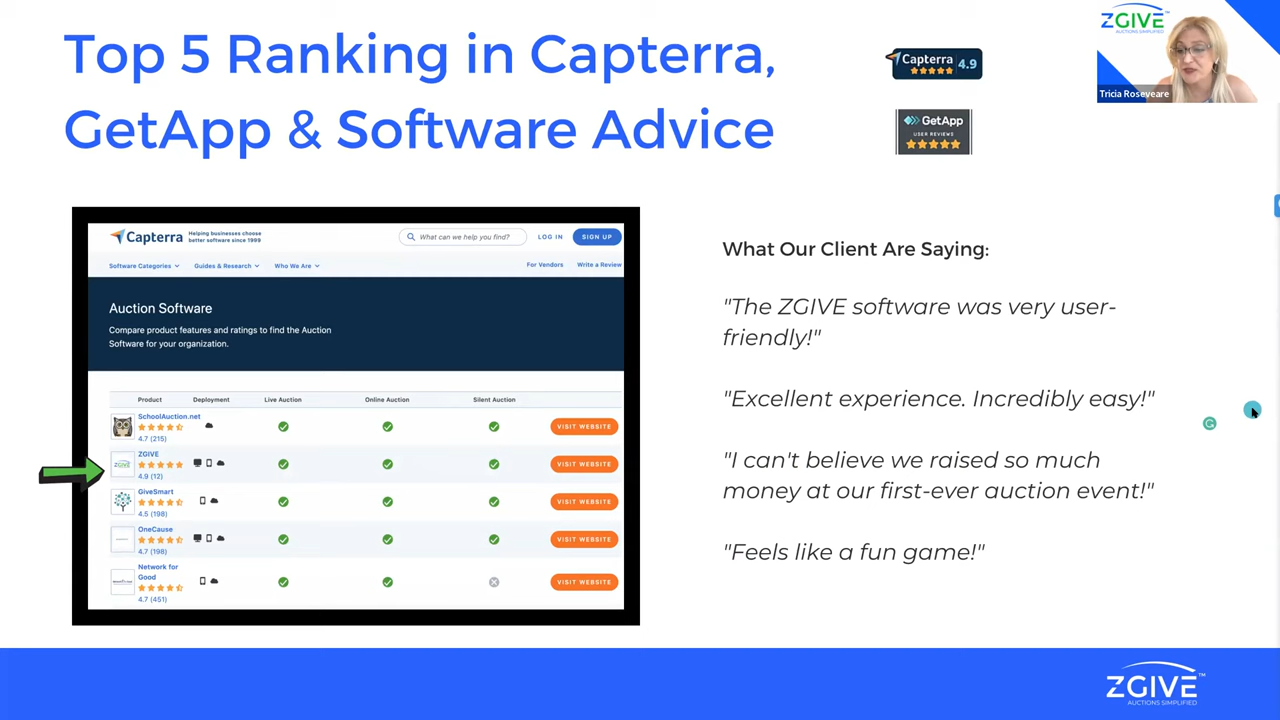 Top 5 Ranking in Capterra,
GetApp & Software Advice
Capterra 4.9
GetApp
USER REVIEWS
ZGIVE™
AUCTIONS SIMPLIFIED
Tricia Roseveare
Capterra
Helping businesses choose
better software since 1999
What can we help you find?
LOG IN
SIGN UP
Software Categories
Guides & Research
Who We Are
For Vendors
Write a Review
Auction Software
Compare product features and ratings to find the Auction
Software for your organization.
Product Deployment Live Auction Online Auction Silent Auction
SchoolAuction.net
4.7 (215)
VISIT WEBSITE
ZGIVE
ZGIVE
4.9 (12)
VISIT WEBSITE
GiveSmart
4.5 (198)
VISIT WEBSITE
OneCause
4.7 (198)
VISIT WEBSITE
Network for
Good
4.7 (451)
VISIT WEBSITE
What Our Client Are Saying:
"The ZGIVE software was very user-
friendly!"
"Excellent experience. Incredibly easy!"
"I can't believe we raised so much
money at our first-ever auction event!"
"Feels like a fun game!"
G
ZGIVE™
AUCTIONS SIMPLIFIED